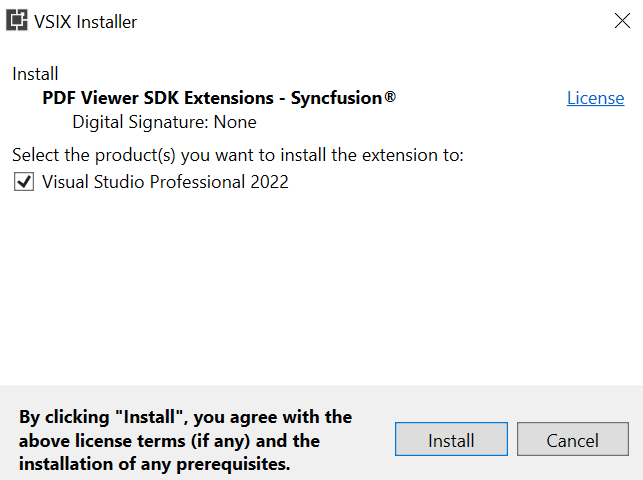 VSIX Installer
Install
PDF Viewer SDK Extensions - Syncfusion®
License
Digital Signature: None
Select the product(s) you want to install the extension to:
Visual Studio Professional 2022
By clicking "Install", you agree with the
above license terms (if any) and the
installation of any prerequisites.
Install
Cancel